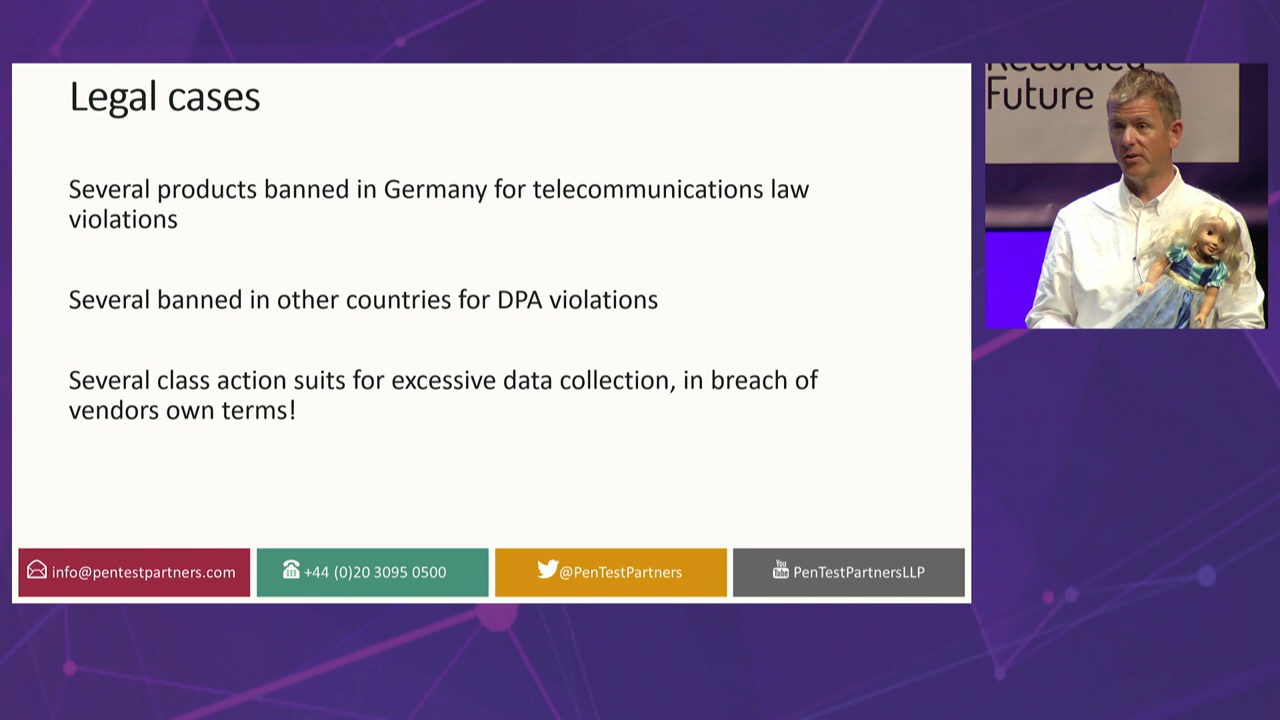 Legal cases
Several products banned in Germany for telecommunications law
violations
Several banned in other countries for DPA violations
Several class action suits for excessive data collection, in breach of
vendors own terms!
info@pentestpartners.com
+44 (0)20 3095 0500
@PenTestPartners
You
Tube
PenTestPartnersLLP
Recorded
Future